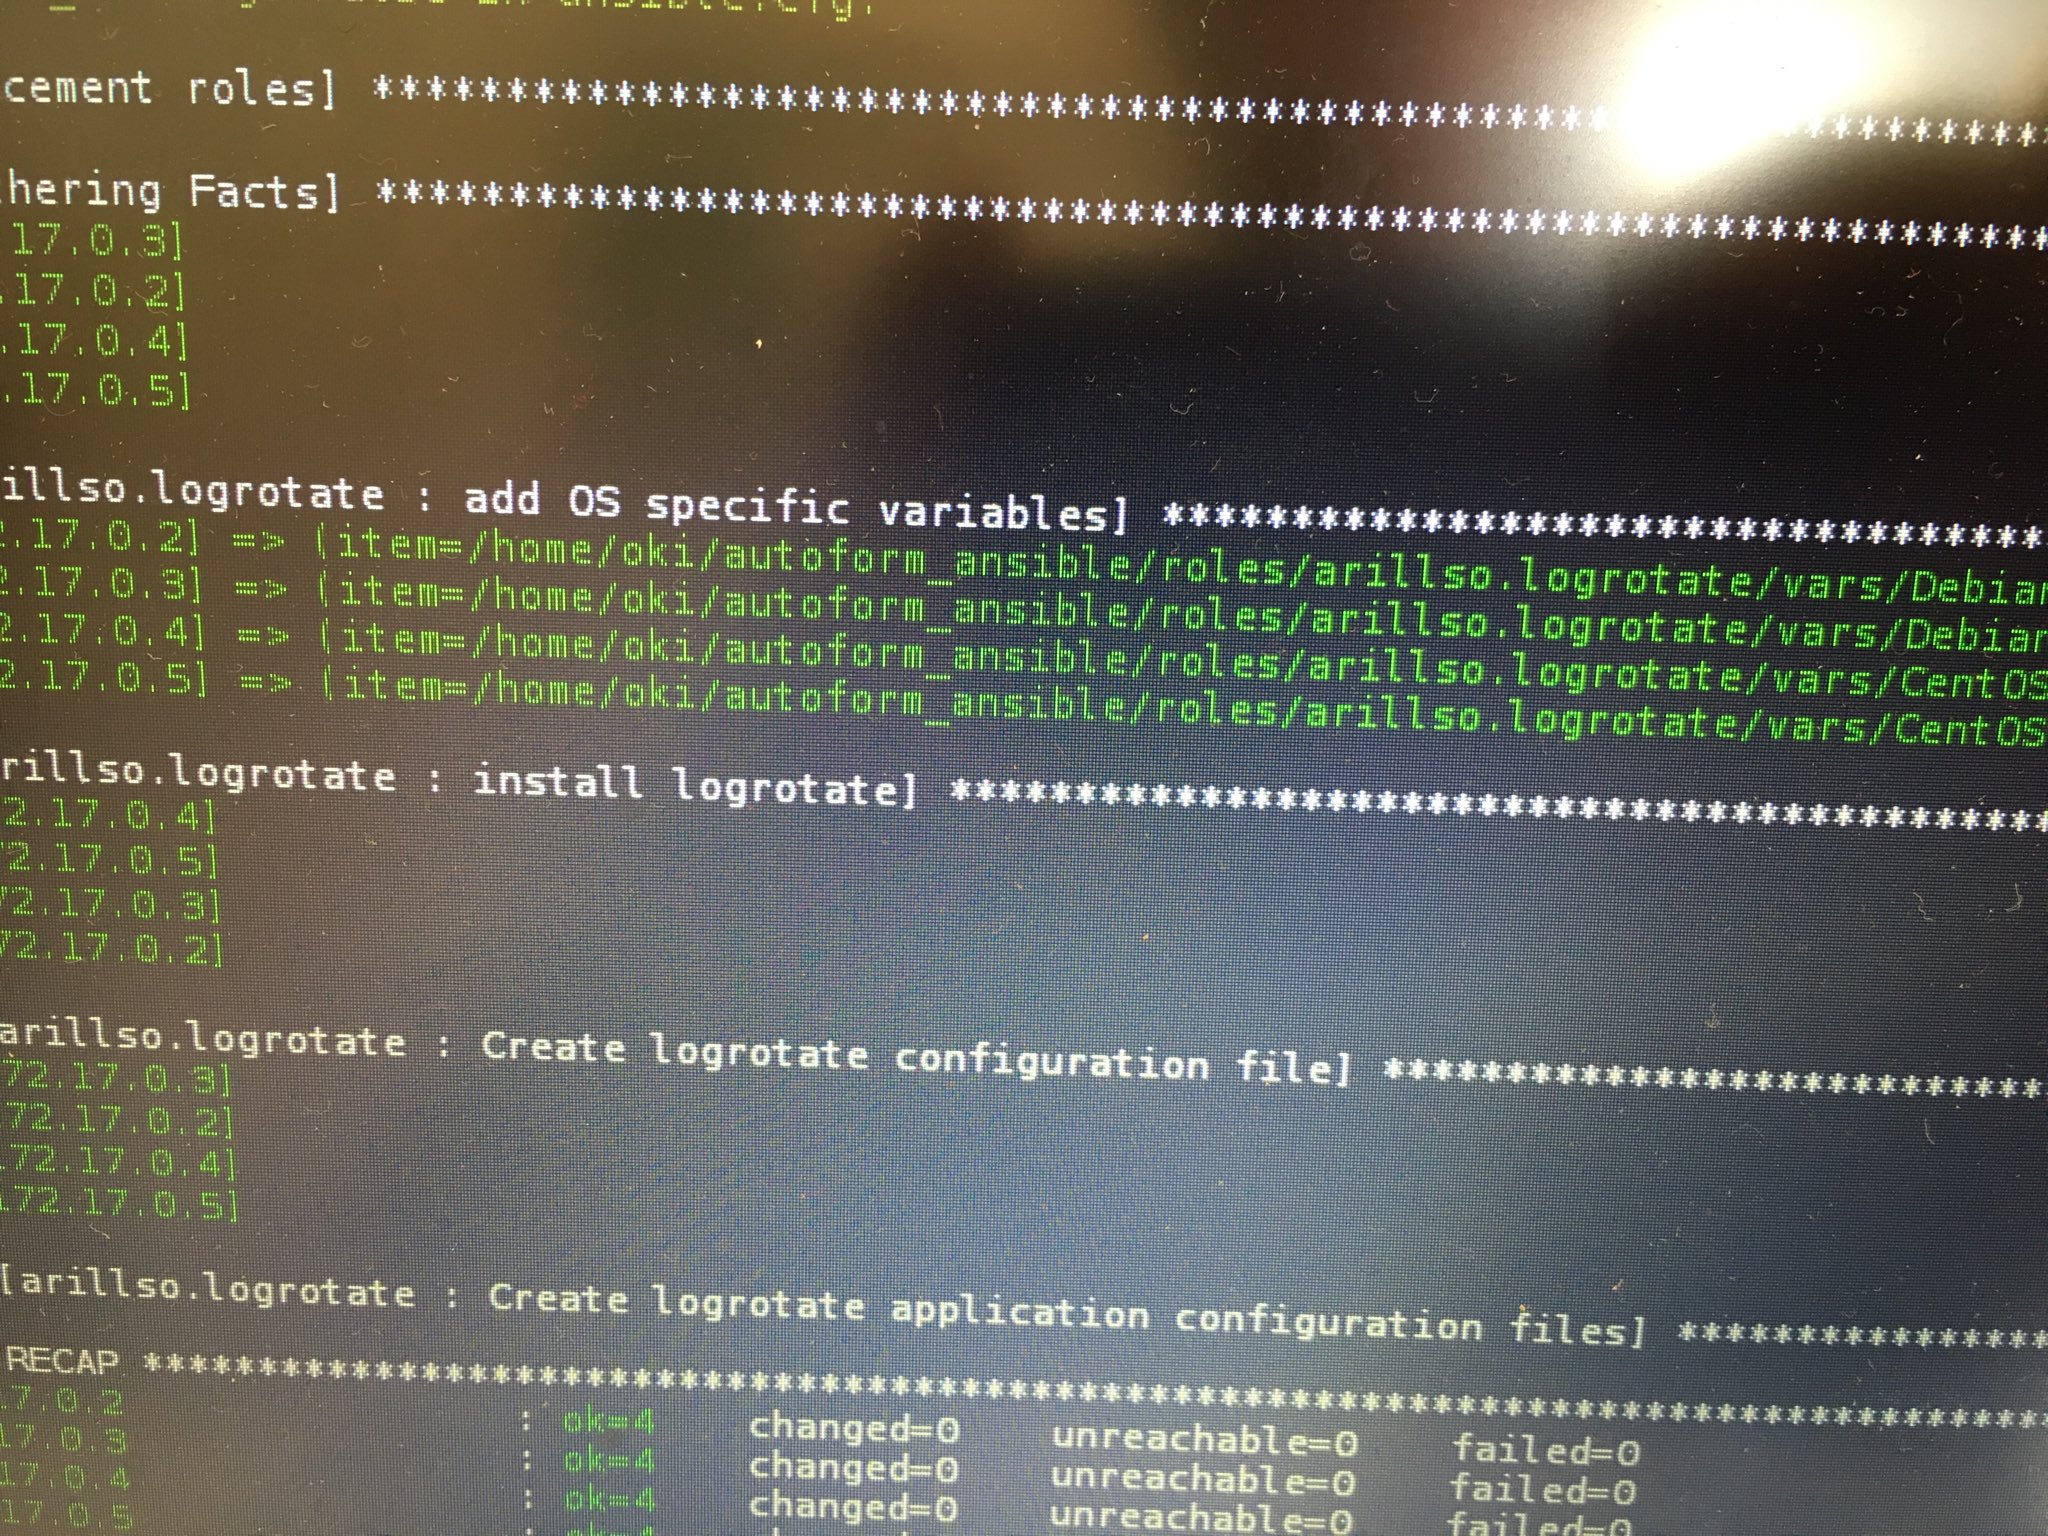 ansible.cfg.
cement roles] ****************************************************************
hering Facts] ****************************************************************
17.0.3]
.17.0.2]
.17.0.4]
.17.0.5]
illso.logrotate : add OS specific variables] **********************************
2.17.0.2] => (item=/home/oki/autoform_ansible/roles/arillso.logrotate/vars/Debian
2.17.0.3] => (item=/home/oki/autoform_ansible/roles/arillso.logrotate/vars/Debian
2.17.0.4] => (item=/home/oki/autoform_ansible/roles/arillso.logrotate/vars/CentOS
2.17.0.5] => (item=/home/oki/autoform_ansible/roles/arillso.logrotate/vars/CentOS
rillso.logrotate : install logrotate] *******************************************
2.17.0.4]
72.17.0.5]
72.17.0.3]
72.17.0.2]
arillso.logrotate : Create logrotate configuration file] ***************************
72.17.0.3]
72.17.0.2]
172.17.0.4]
172.17.0.5]
[arillso.logrotate : Create logrotate application configuration files] ****************
RECAP ********************************************************************************
17.0.2 : ok=4 changed=0 unreachable=0 failed=0
17.0.3 : ok=4 changed=0 unreachable=0 failed=0
17.0.4 : ok=4 changed=0 unreachable=0 failed=0
17.0.5 : ok=4